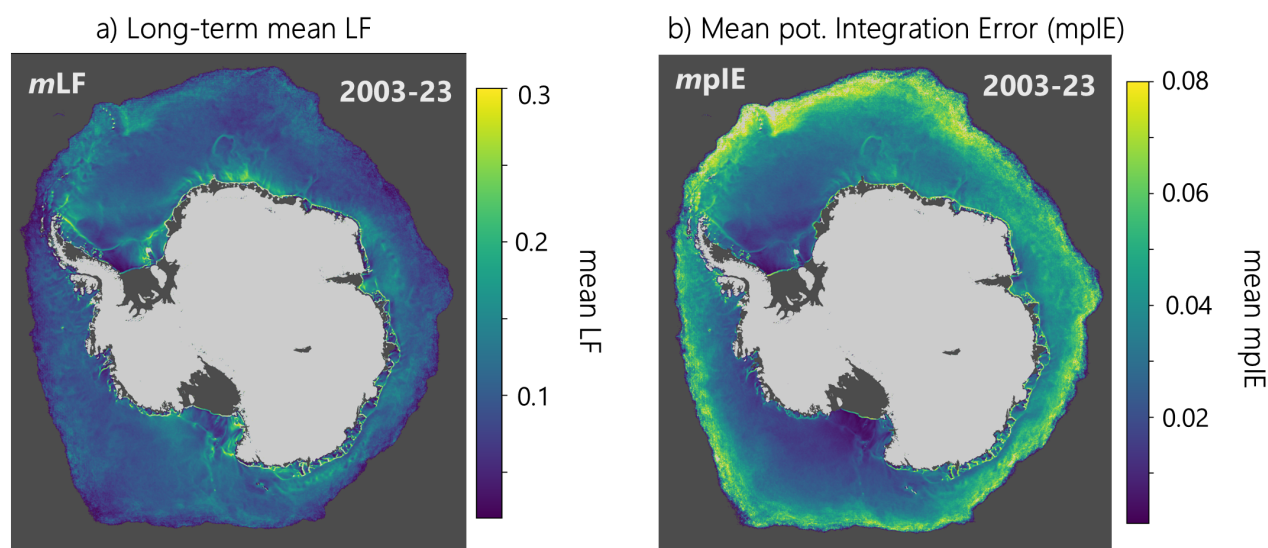 a) Long-term mean LF
mLF
2003-23
0.3
0.2
0.1
mean LF
b) Mean pot. Integration Error (mpIE)
mpIE
2003-23
0.08
0.06
0.04
0.02
mean mpIE